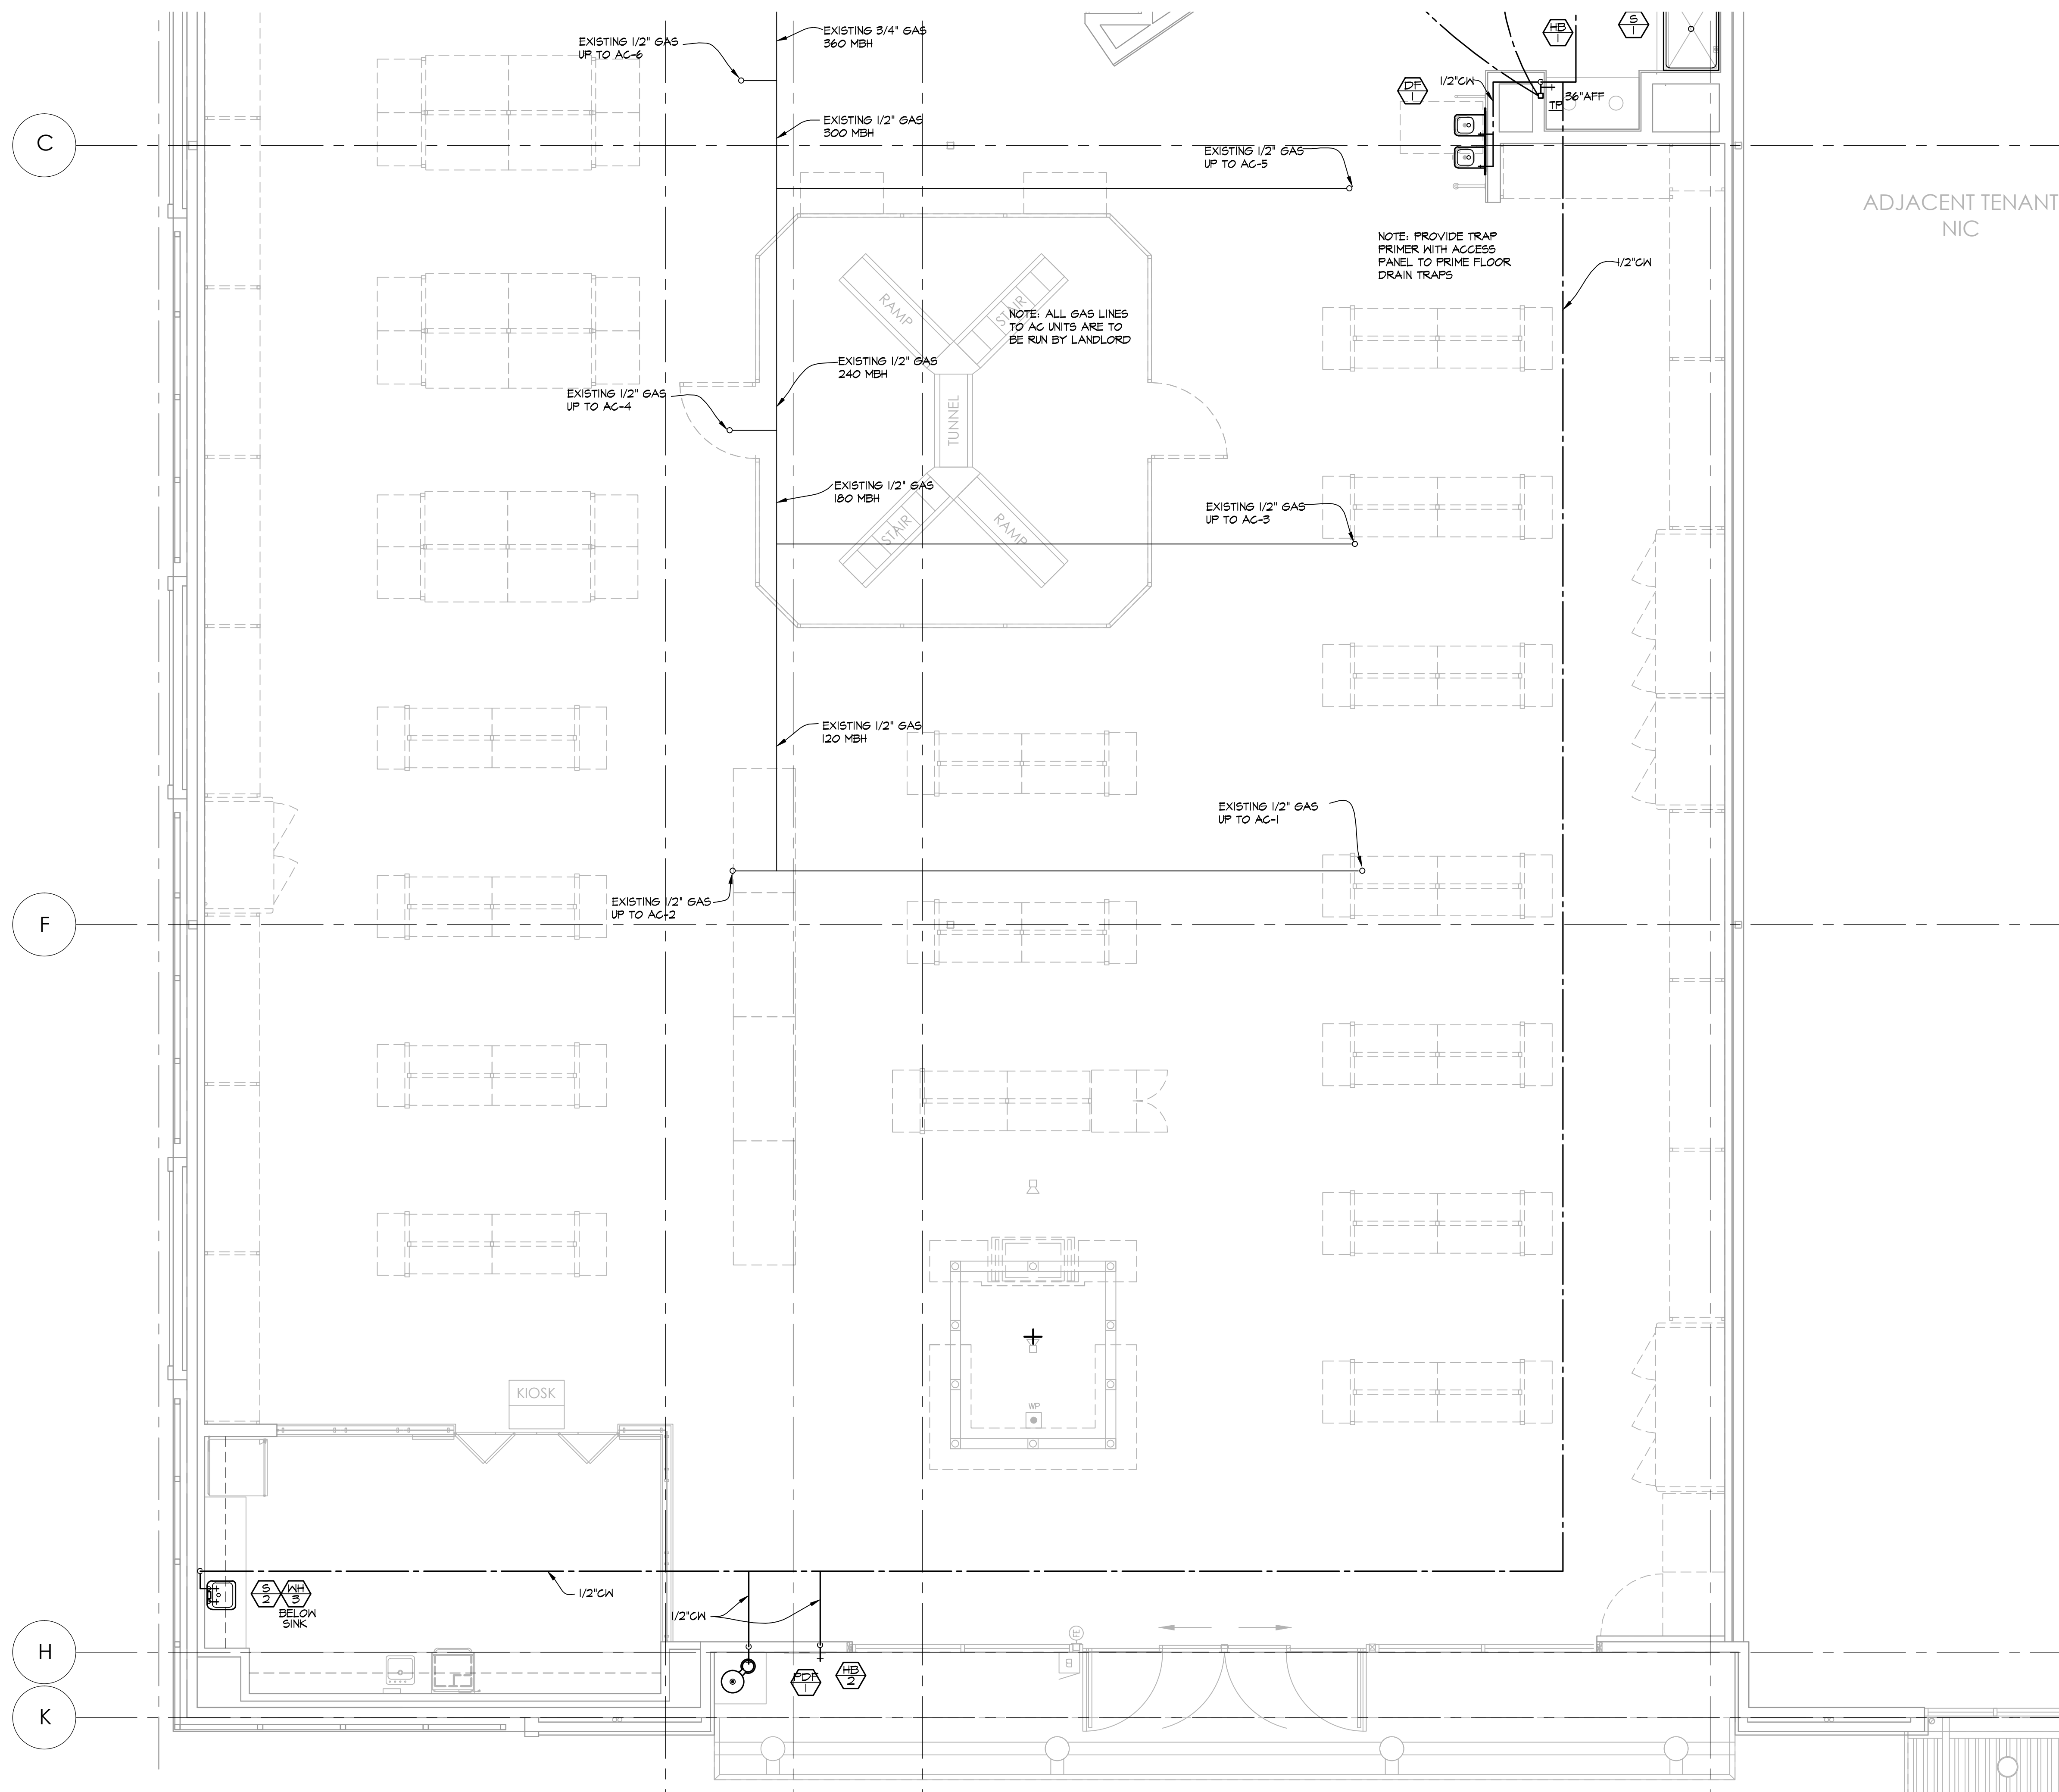 EXISTING 1/2" GAS
UP TO AC-6
EXISTING 3/4" GAS
360 MBH
HB
1
S
1
DF
1
1/2"CW
36"AFF
TP
EXISTING 1/2" GAS
300 MBH
C
EXISTING 1/2" GAS
UP TO AC-5
ADJACENT TENANT
NIC
NOTE: PROVIDE TRAP
PRIMER WITH ACCESS
PANEL TO PRIME FLOOR
DRAIN TRAPS
1/2"CW
RAMP
STAIR
NOTE: ALL GAS LINES
TO AC UNITS ARE TO
BE RUN BY LANDLORD
EXISTING 1/2" GAS
240 MBH
EXISTING 1/2" GAS
UP TO AC-4
TUNNEL
EXISTING 1/2" GAS
180 MBH
EXISTING 1/2" GAS
UP TO AC-3
STAIR
RAMP
EXISTING 1/2" GAS
120 MBH
EXISTING 1/2" GAS
UP TO AC-1
EXISTING 1/2" GAS
UP TO AC-2
F
KIOSK
WP
S
2
WH
3
BELOW
SINK
1/2"CW
1/2"CW
FE
H
PDF
1
HB
2
K